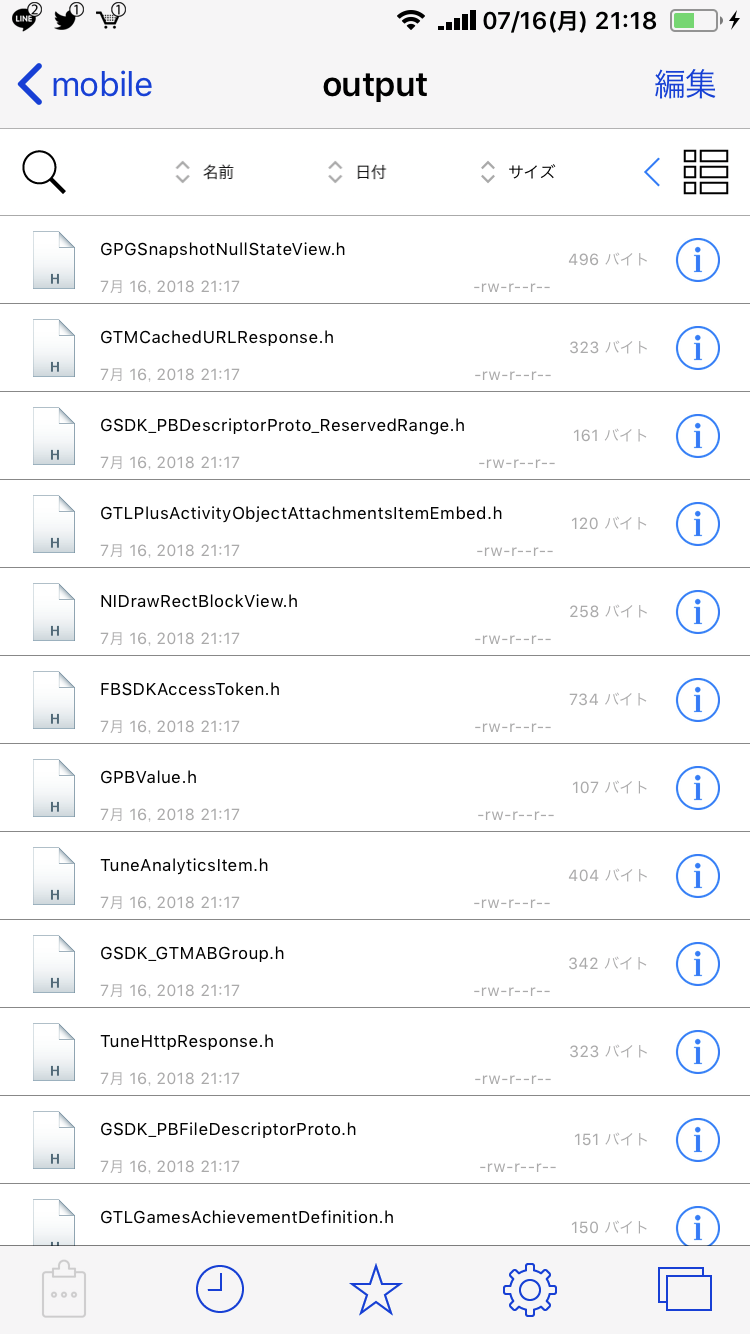 LINE 2 1 1 07/16(月) 21:18
mobile output 編集
名前 日付 サイズ
GPGSnapshotNullStateView.h
496 バイト
7月 16, 2018 21:17 -rw-r--r--
H
GTMCachedURLResponse.h
323 バイト
7月 16, 2018 21:17 -rw-r--r--
H
GSDK_PBDescriptorProto_ReservedRange.h
161 バイト
7月 16, 2018 21:17 -rw-r--r--
H
GTLPlusActivityObjectAttachmentsItemEmbed.h
120 バイト
7月 16, 2018 21:17 -rw-r--r--
H
NIDrawRectBlockView.h
258 バイト
7月 16, 2018 21:17 -rw-r--r--
H
FBSDKAccessToken.h
734 バイト
7月 16, 2018 21:17 -rw-r--r--
H
GPBValue.h
107 バイト
7月 16, 2018 21:17 -rw-r--r--
H
TuneAnalyticsItem.h
404 バイト
7月 16, 2018 21:17 -rw-r--r--
H
GSDK_GTMABGroup.h
342 バイト
7月 16, 2018 21:17 -rw-r--r--
H
TuneHttpResponse.h
323 バイト
7月 16, 2018 21:17 -rw-r--r--
H
GSDK_PBFileDescriptorProto.h
151 バイト
7月 16, 2018 21:17 -rw-r--r--
H
GTLGamesAchievementDefinition.h
150 バイト